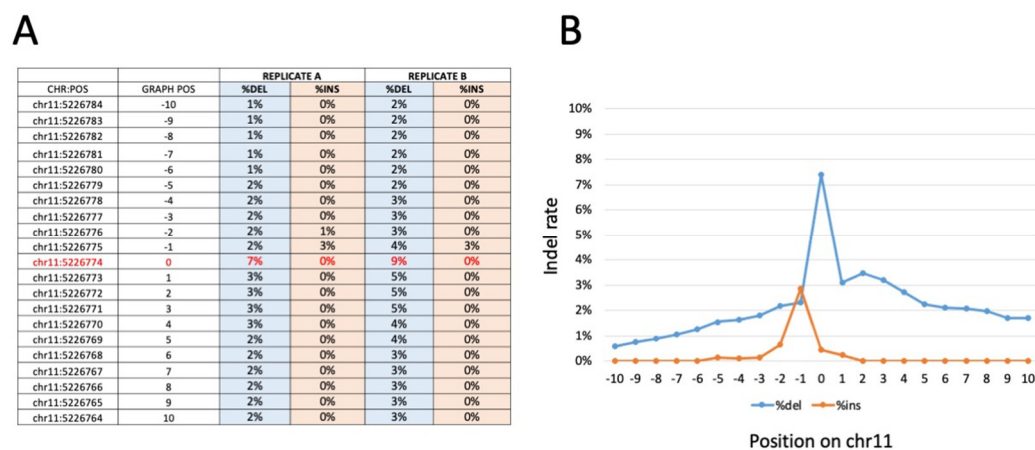 A
REPLICATE A REPLICATE B
CHR:POS GRAPH POS %DEL %INS %DEL %INS
chr11:5226784 -10 1% 0% 2% 0%
chr11:5226783 -9 1% 0% 2% 0%
chr11:5226782 -8 1% 0% 2% 0%
chr11:5226781 -7 1% 0% 2% 0%
chr11:5226780 -6 1% 0% 2% 0%
chr11:5226779 -5 2% 0% 2% 0%
chr11:5226778 -4 2% 0% 3% 0%
chr11:5226777 -3 2% 0% 3% 0%
chr11:5226776 -2 2% 1% 3% 0%
chr11:5226775 -1 2% 3% 4% 3%
chr11:5226774 0 7% 0% 9% 0%
chr11:5226773 1 3% 0% 5% 0%
chr11:5226772 2 3% 0% 5% 0%
chr11:5226771 3 3% 0% 5% 0%
chr11:5226770 4 3% 0% 4% 0%
chr11:5226769 5 2% 0% 4% 0%
chr11:5226768 6 2% 0% 3% 0%
chr11:5226767 7 2% 0% 3% 0%
chr11:5226766 8 2% 0% 3% 0%
chr11:5226765 9 2% 0% 3% 0%
chr11:5226764 10 2% 0% 3% 0%
B
10%
9%
8%
7%
6%
5%
4%
3%
2%
1%
0%
Indel rate
-10 -9 -8 -7 -6 -5 -4 -3 -2 -1 0 1 2 3 4 5 6 7 8 9 10
%del %ins
Position on chr11